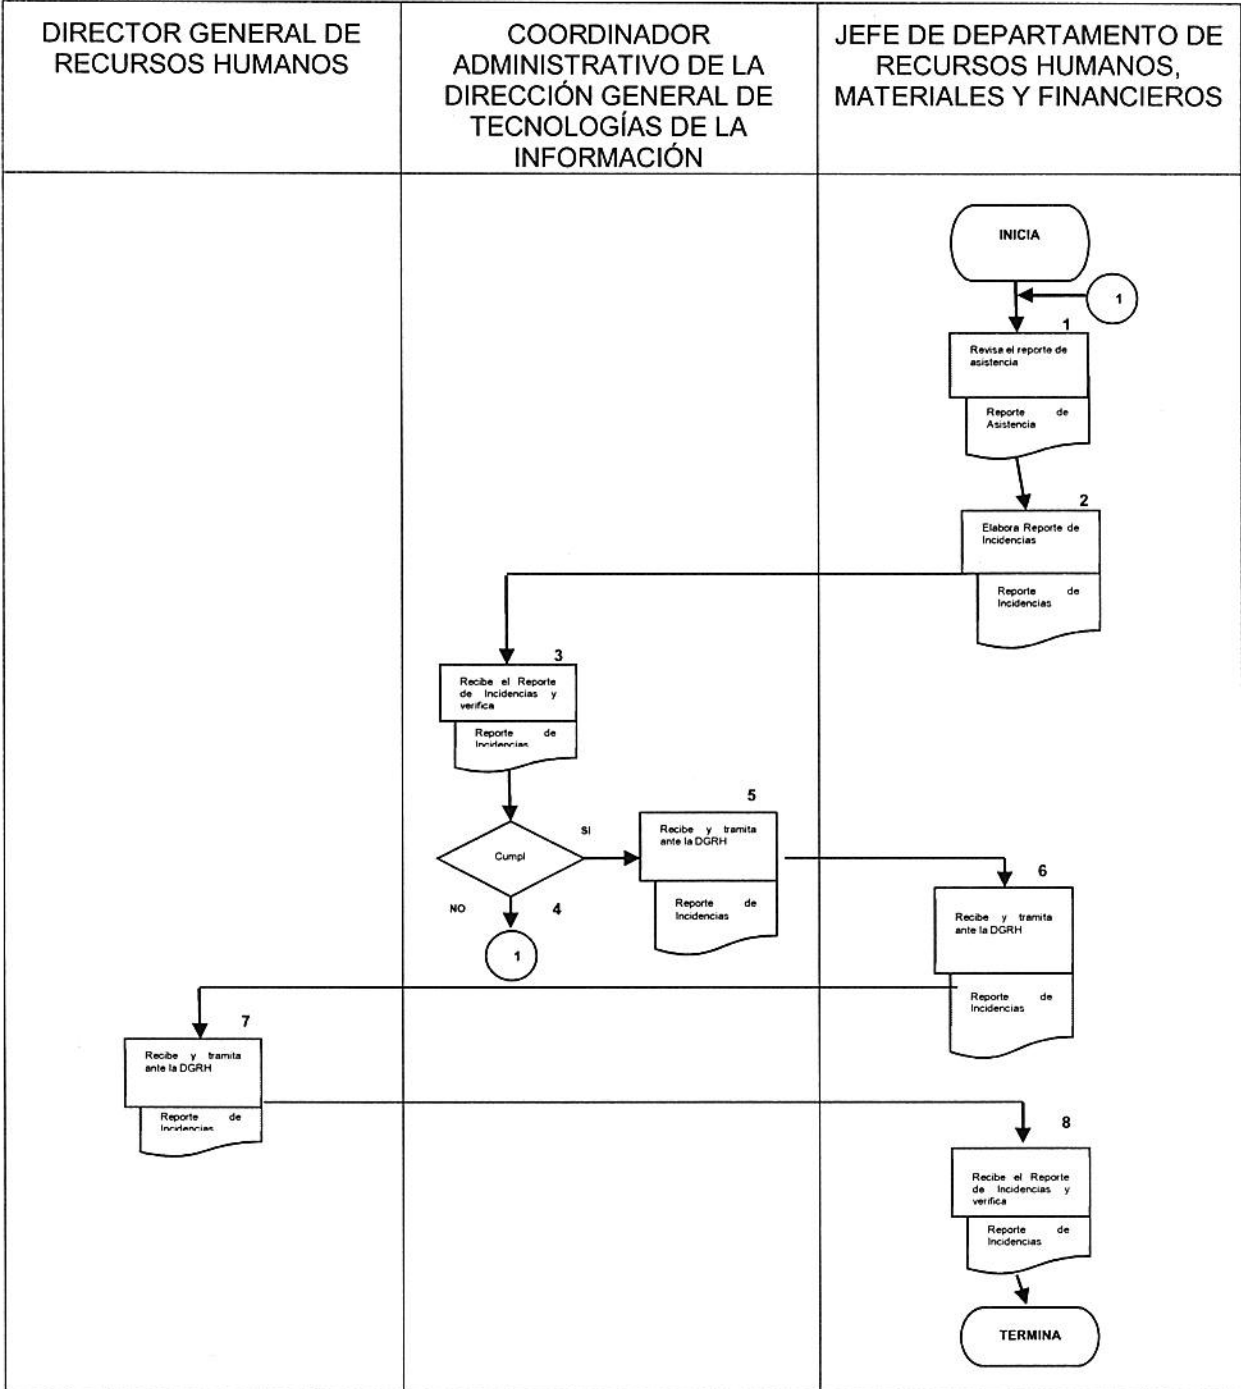 DIRECTOR GENERAL DE
RECURSOS HUMANOS
COORDINADOR
ADMINISTRATIVO DE LA
DIRECCIÓN GENERAL DE
TECNOLOGÍAS DE LA
INFORMACIÓN
JEFE DE DEPARTAMENTO DE
RECURSOS HUMANOS,
MATERIALES Y FINANCIEROS
INICIA
1
1
Revisa el reporte de
asistencia
Reporte de
Asistencia
2
Elabora Reporte de
Incidencias
Reporte de
Incidencias
3
Recibe el Reporte
de Incidencias y
verifica
Reporte de
Incidencias
Cumpl
SI
NO
4
1
5
Recibe y tramita
ante la DGRH
Reporte de
Incidencias
6
Recibe y tramita
ante la DGRH
Reporte de
Incidencias
7
Recibe y tramita
ante la DGRH
Reporte de
Incidencias
8
Recibe el Reporte
de Incidencias y
verifica
Reporte de
Incidencias
TERMINA